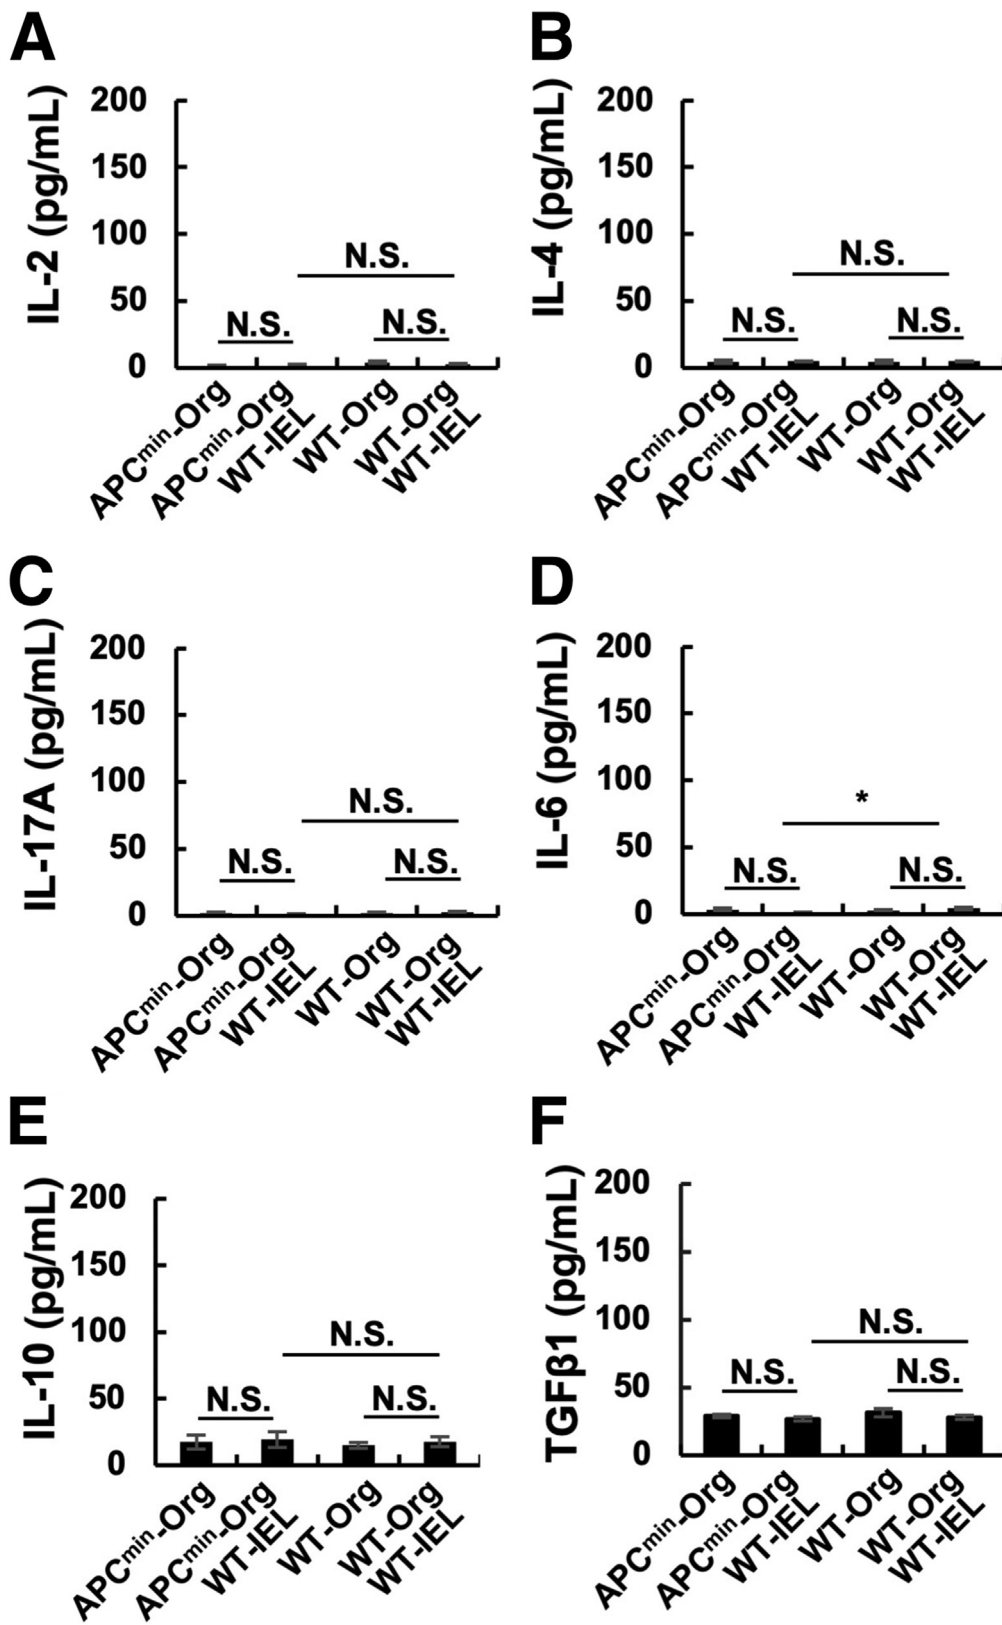 A
IL-2 (pg/mL)
200
150
100
50
0
N.S.
N.S.
N.S.
APCmin-Org
APCmin-Org
WT-IEL
WT-Org
WT-Org
WT-IEL
B
IL-4 (pg/mL)
200
150
100
50
0
N.S.
N.S.
N.S.
APCmin-Org
APCmin-Org
WT-IEL
WT-Org
WT-Org
WT-IEL
C
IL-17A (pg/mL)
200
150
100
50
0
N.S.
N.S.
N.S.
APCmin-Org
APCmin-Org
WT-IEL
WT-Org
WT-Org
WT-IEL
D
IL-6 (pg/mL)
200
150
100
50
0
*
N.S.
N.S.
APCmin-Org
APCmin-Org
WT-IEL
WT-Org
WT-Org
WT-IEL
E
IL-10 (pg/mL)
200
150
100
50
0
N.S.
N.S.
N.S.
APCmin-Org
APCmin-Org
WT-IEL
WT-Org
WT-Org
WT-IEL
F
TGFβ1 (pg/mL)
200
150
100
50
0
N.S.
N.S.
N.S.
APCmin-Org
APCmin-Org
WT-IEL
WT-Org
WT-Org
WT-IEL